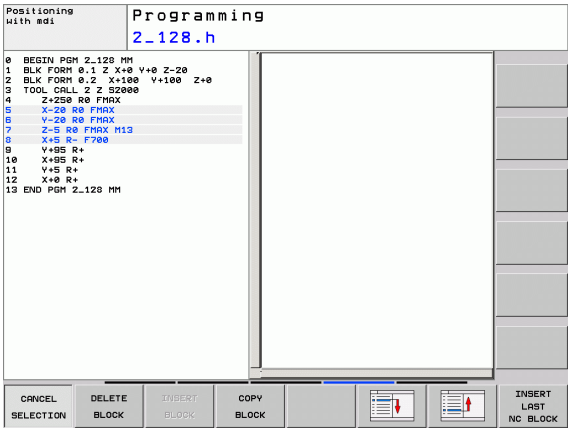 Positioning
with mdi
Programming
2_128.h
0 BEGIN PGM 2_128 MM
1 BLK FORM 0.1 Z X+0 Y+0 Z-20
2 BLK FORM 0.2 X+100 Y+100 Z+0
3 TOOL CALL 2 Z S2000
4 Z+250 R0 FMAX
5 X-20 R0 FMAX
6 Y-20 R0 FMAX
7 Z-5 R0 FMAX M13
8 X+5 R- F700
9 Y+95 R+
10 X+95 R+
11 Y+5 R+
12 X+0 R+
13 END PGM 2_128 MM
CANCEL
SELECTION
DELETE
BLOCK
INSERT
BLOCK
COPY
BLOCK
INSERT
LAST
NC BLOCK